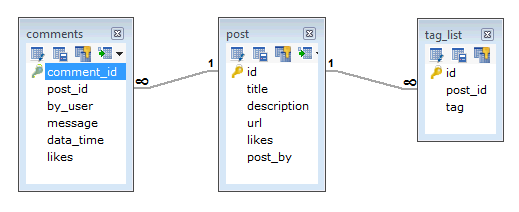 comments
comment_id
post_id
by_user
message
data_time
likes
∞
1
post
id
title
description
url
likes
post_by
1
∞
tag_list
id
post_id
tag